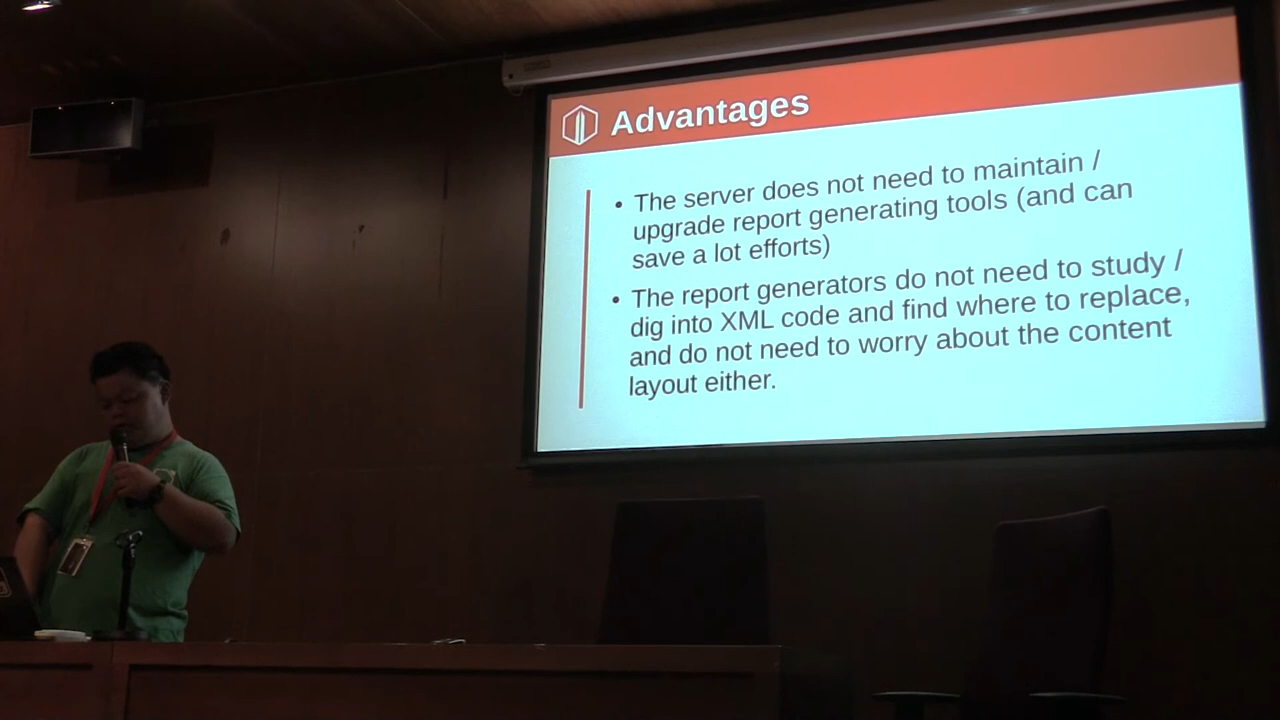 Advantages
• The server does not need to maintain /
upgrade report generating tools (and can
save a lot efforts)
• The report generators do not need to study /
dig into XML code and find where to replace,
and do not need to worry about the content
layout either.